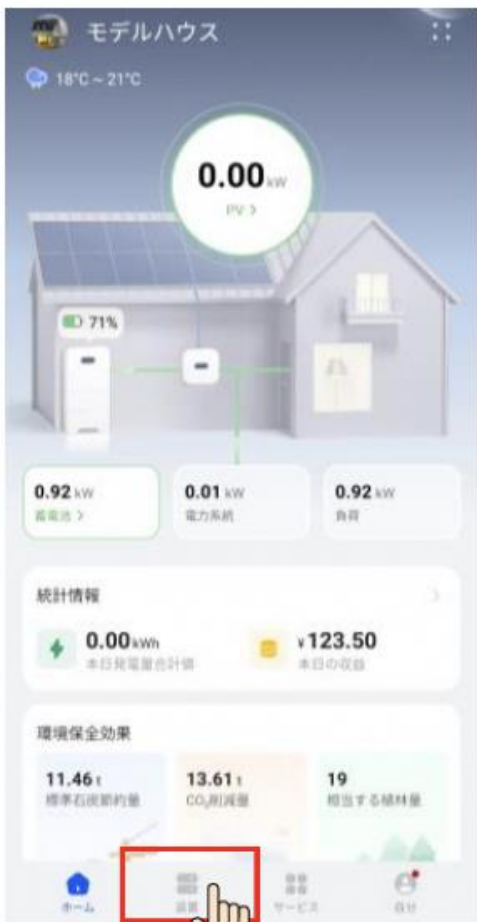 モデルハウス
18°C ~ 21°C
0.00 kW
PV >
71%
0.92 kW
蓄電池 >
0.01 kW
電力系統
0.92 kW
負荷
統計情報
0.00 kWh
本日発電量合計値
¥123.50
本日の収益
環境保全効果
11.46 t
標準石炭節約量
13.61 t
CO₂削減量
19
相当する植林量
ホーム
サービス